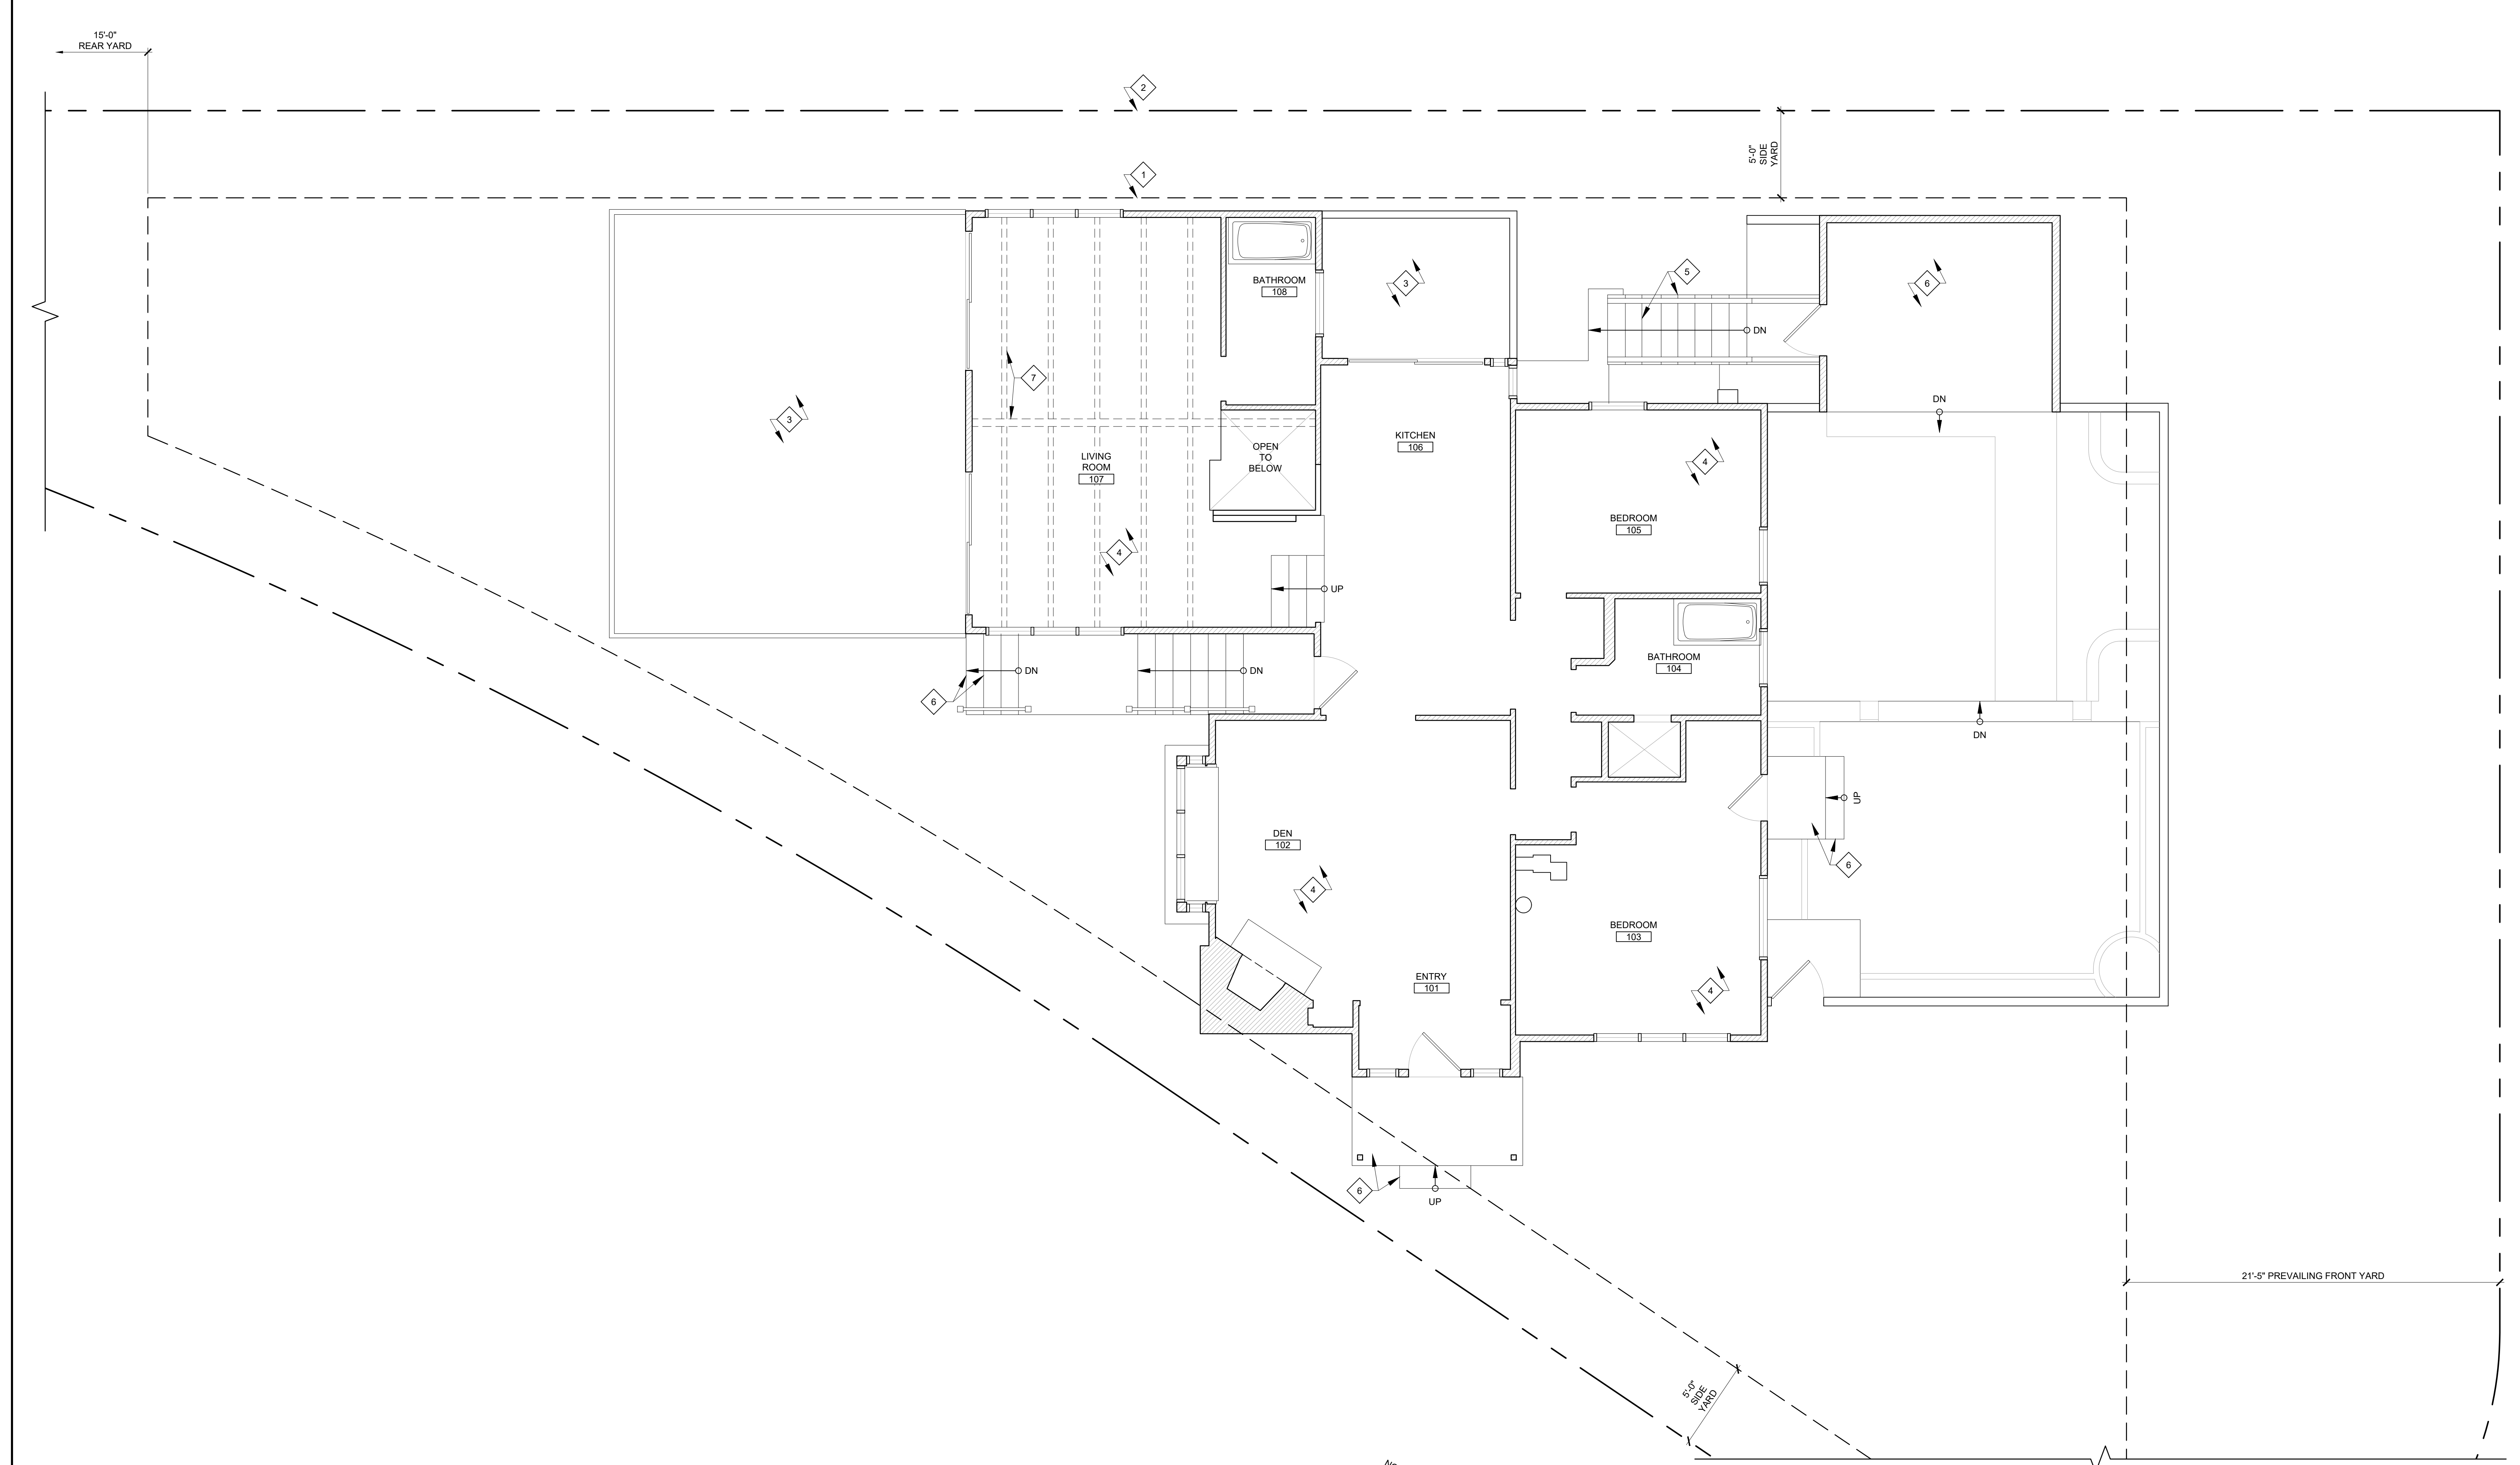 15'-0"
REAR YARD
2
1
5'-0"
SIDE
YARD
BATHROOM
108
3
5
6
DN
7
3
DN
OPEN
TO
BELOW
KITCHEN
106
LIVING
ROOM
107
4
4
BEDROOM
105
UP
BATHROOM
104
DN
DN
6
DN
UP
DEN
102
6
4
BEDROOM
103
ENTRY
101
4
6
UP
21'-5" PREVAILING FRONT YARD
5'-0"
SIDE
YARD